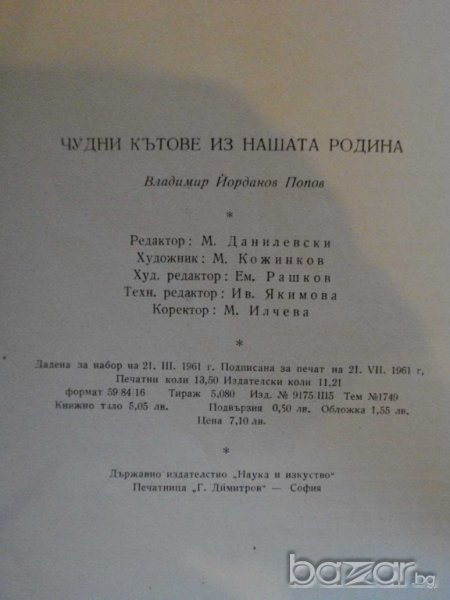 ЧУДНИ КЪТОВЕ ИЗ НАШАТА РОДИНА
Владимир Йорданов Попов
*
Редактор: М. Данилевски
Художник: М. Кожинков
Худ. редактор: Ем. Рашков
Техн. редактор: Ив. Якимова
Коректор: М. Илчева
*
Дадена за набор на 21. III. 1961 г. Подписана за печат на 21. VII. 1961 г,
Печатни коли 13,50 Издателски коли 11,21
формат 59 84 16 Тираж 5,080 Изд. № 9175 III5 Тем №1749
Книжно тяло 5,05 лв. Подвързия 0,50 лв. Обложка 1,55 лв.
Цена 7,10 лв.
*
Държавно издателство „Наука и изкуство“
Печатница „Г. Димитров“ — София
bazar.bg